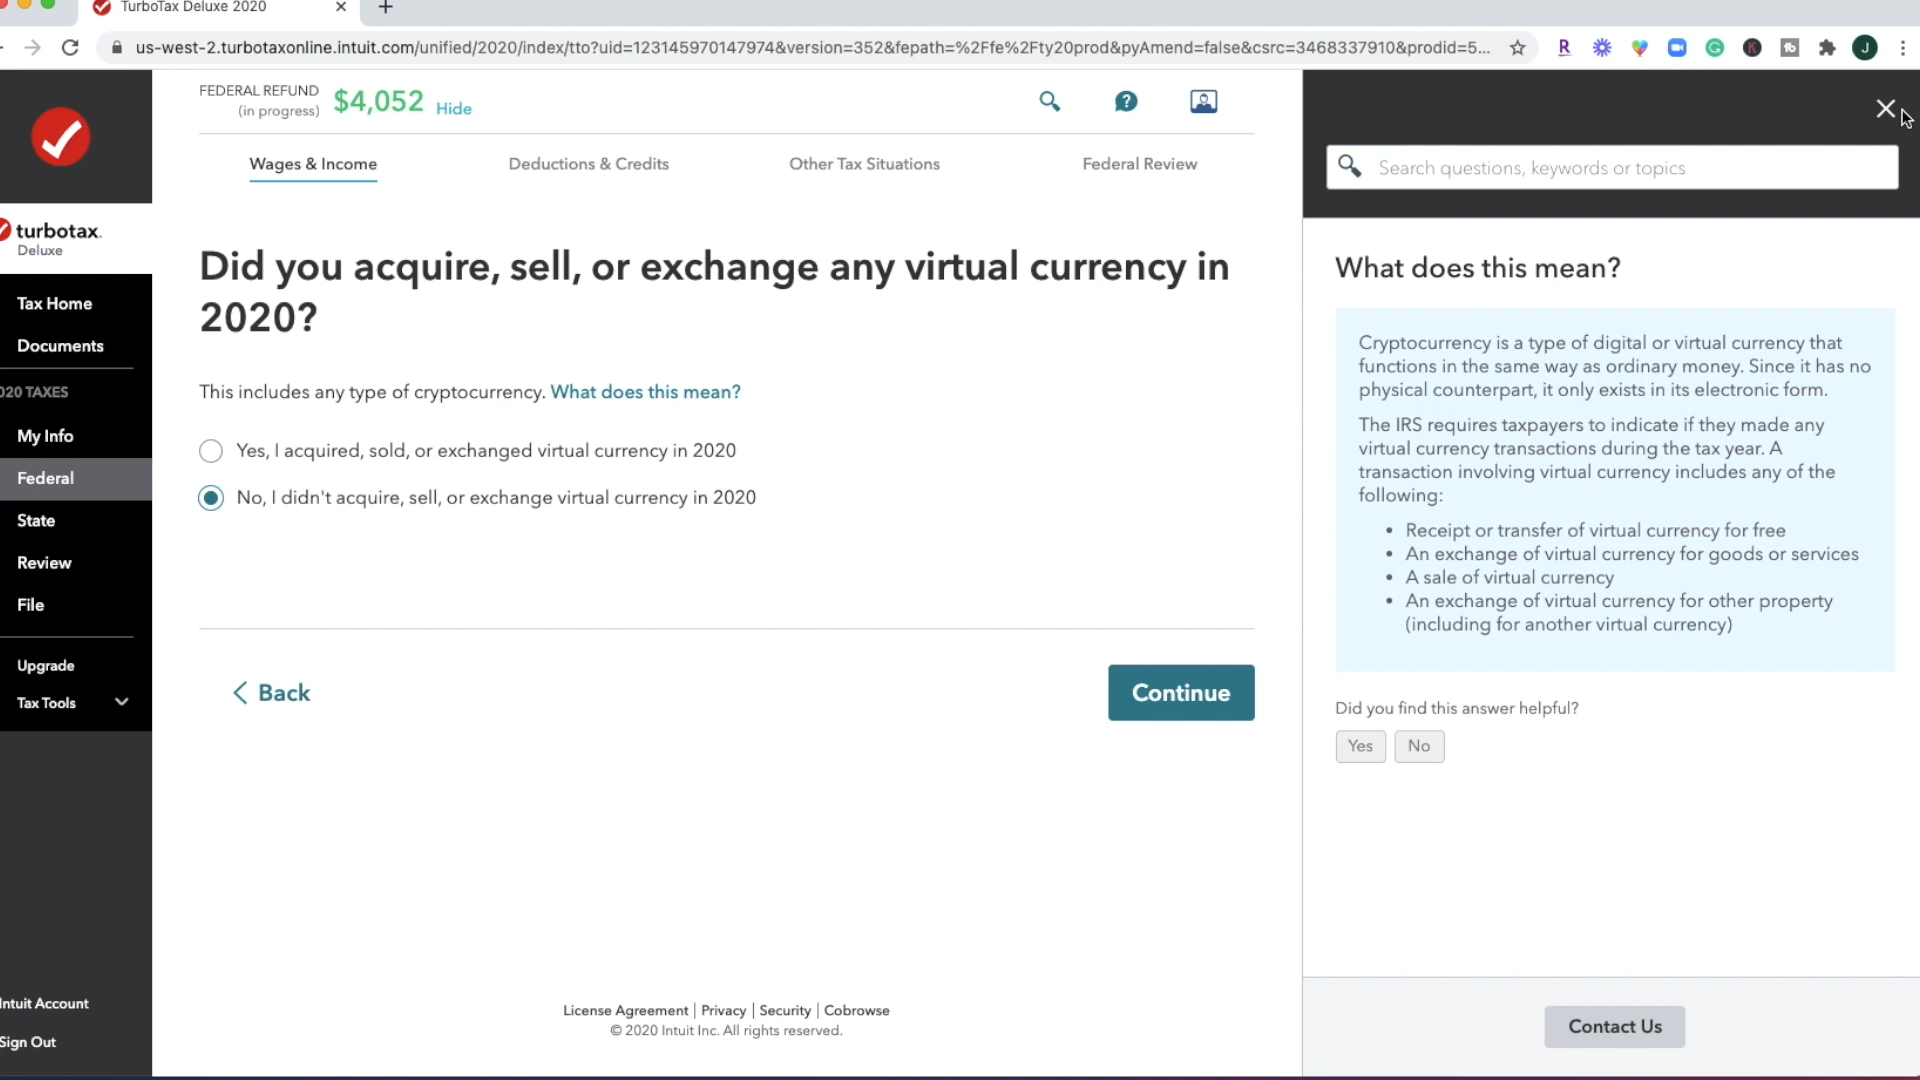 TurboTax Deluxe 2020
us-west-2.turbotaxonline.intuit.com/unified/2020/index/tto?uid=123145970147974&version=352&fepath=%2Ffe%2Fty20prod&pyAmend=false&csrc=3468337910&prodid=5...
FEDERAL REFUND
(in progress)
$4,052 Hide
Wages & Income
Deductions & Credits
Other Tax Situations
Federal Review
turbotax.
Deluxe
Tax Home
Documents
020 TAXES
My Info
Federal
State
Review
File
Upgrade
Tax Tools
ntuit Account
Sign Out
Did you acquire, sell, or exchange any virtual currency in
2020?
This includes any type of cryptocurrency. What does this mean?
Yes, I acquired, sold, or exchanged virtual currency in 2020
No, I didn't acquire, sell, or exchange virtual currency in 2020
Back
Continue
License Agreement | Privacy | Security | Cobrowse
© 2020 Intuit Inc. All rights reserved.
Search questions, keywords or topics
What does this mean?
Cryptocurrency is a type of digital or virtual currency that
functions in the same way as ordinary money. Since it has no
physical counterpart, it only exists in its electronic form.
The IRS requires taxpayers to indicate if they made any
virtual currency transactions during the tax year. A
transaction involving virtual currency includes any of the
following:
• Receipt or transfer of virtual currency for free
• An exchange of virtual currency for goods or services
• A sale of virtual currency
• An exchange of virtual currency for other property
(including for another virtual currency)
Did you find this answer helpful?
Yes
No
Contact Us